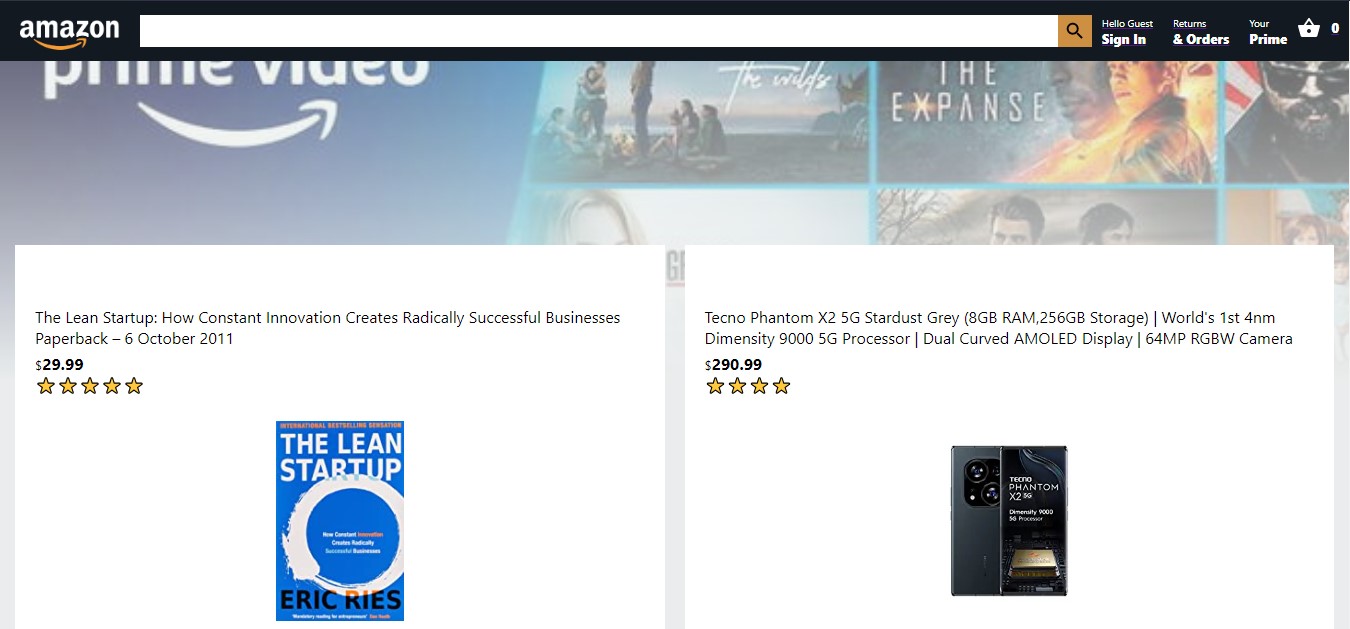 amazon
Hello Guest
Sign In
Returns
& Orders
Your
Prime
0
prime video
the wilds
THE
EXPANSE
The Lean Startup: How Constant Innovation Creates Radically Successful Businesses
Paperback – 6 October 2011
$29.99
INTERNATIONAL BESTSELLING SENSATION
THE LEAN
STARTUP
How Constant Innovation
Creates Radically
Successful Businesses
ERIC RIES
'Mandatory reading for entrepreneurs'
Tecno Phantom X2 5G Stardust Grey (8GB RAM,256GB Storage) | World's 1st 4nm
Dimensity 9000 5G Processor | Dual Curved AMOLED Display | 64MP RGBW Camera
$290.99
TECNO
PHANTOM
X2 5G
Dimensity 9000
5G Processor